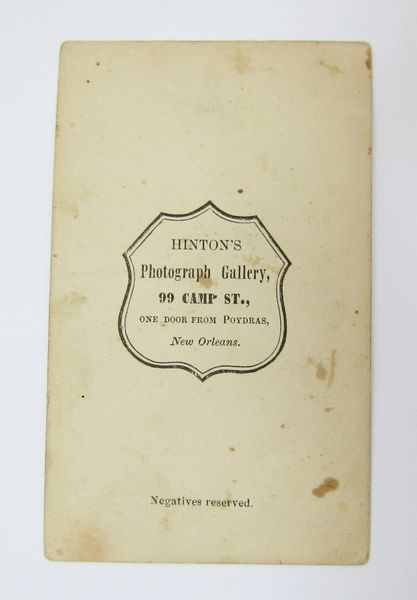 HINTON'S
Photograph Gallery,
99 CAMP ST.,
ONE DOOR FROM POYDRAS,
New Orleans.
Negatives reserved.